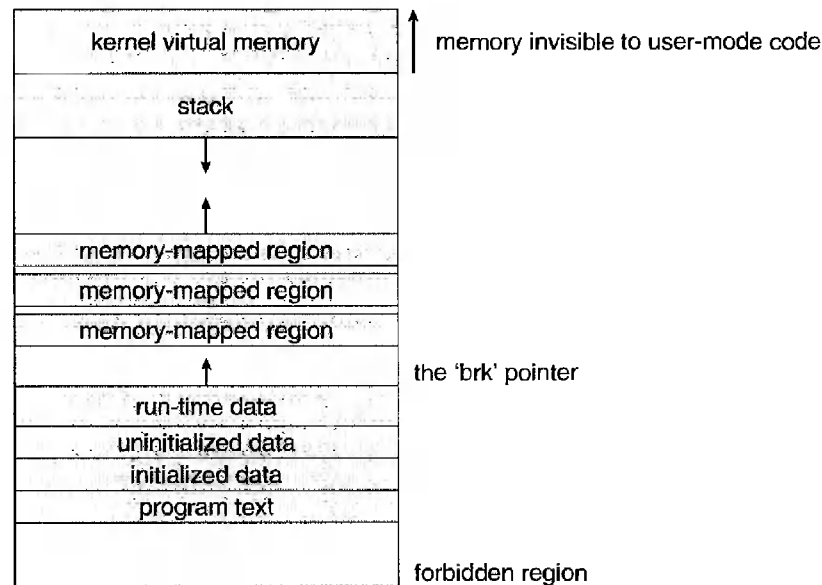 kernel virtual memory
memory invisible to user-mode code
stack
memory-mapped region
memory-mapped region
memory-mapped region
the 'brk' pointer
run-time data
uninitialized data
initialized data
program text
forbidden region